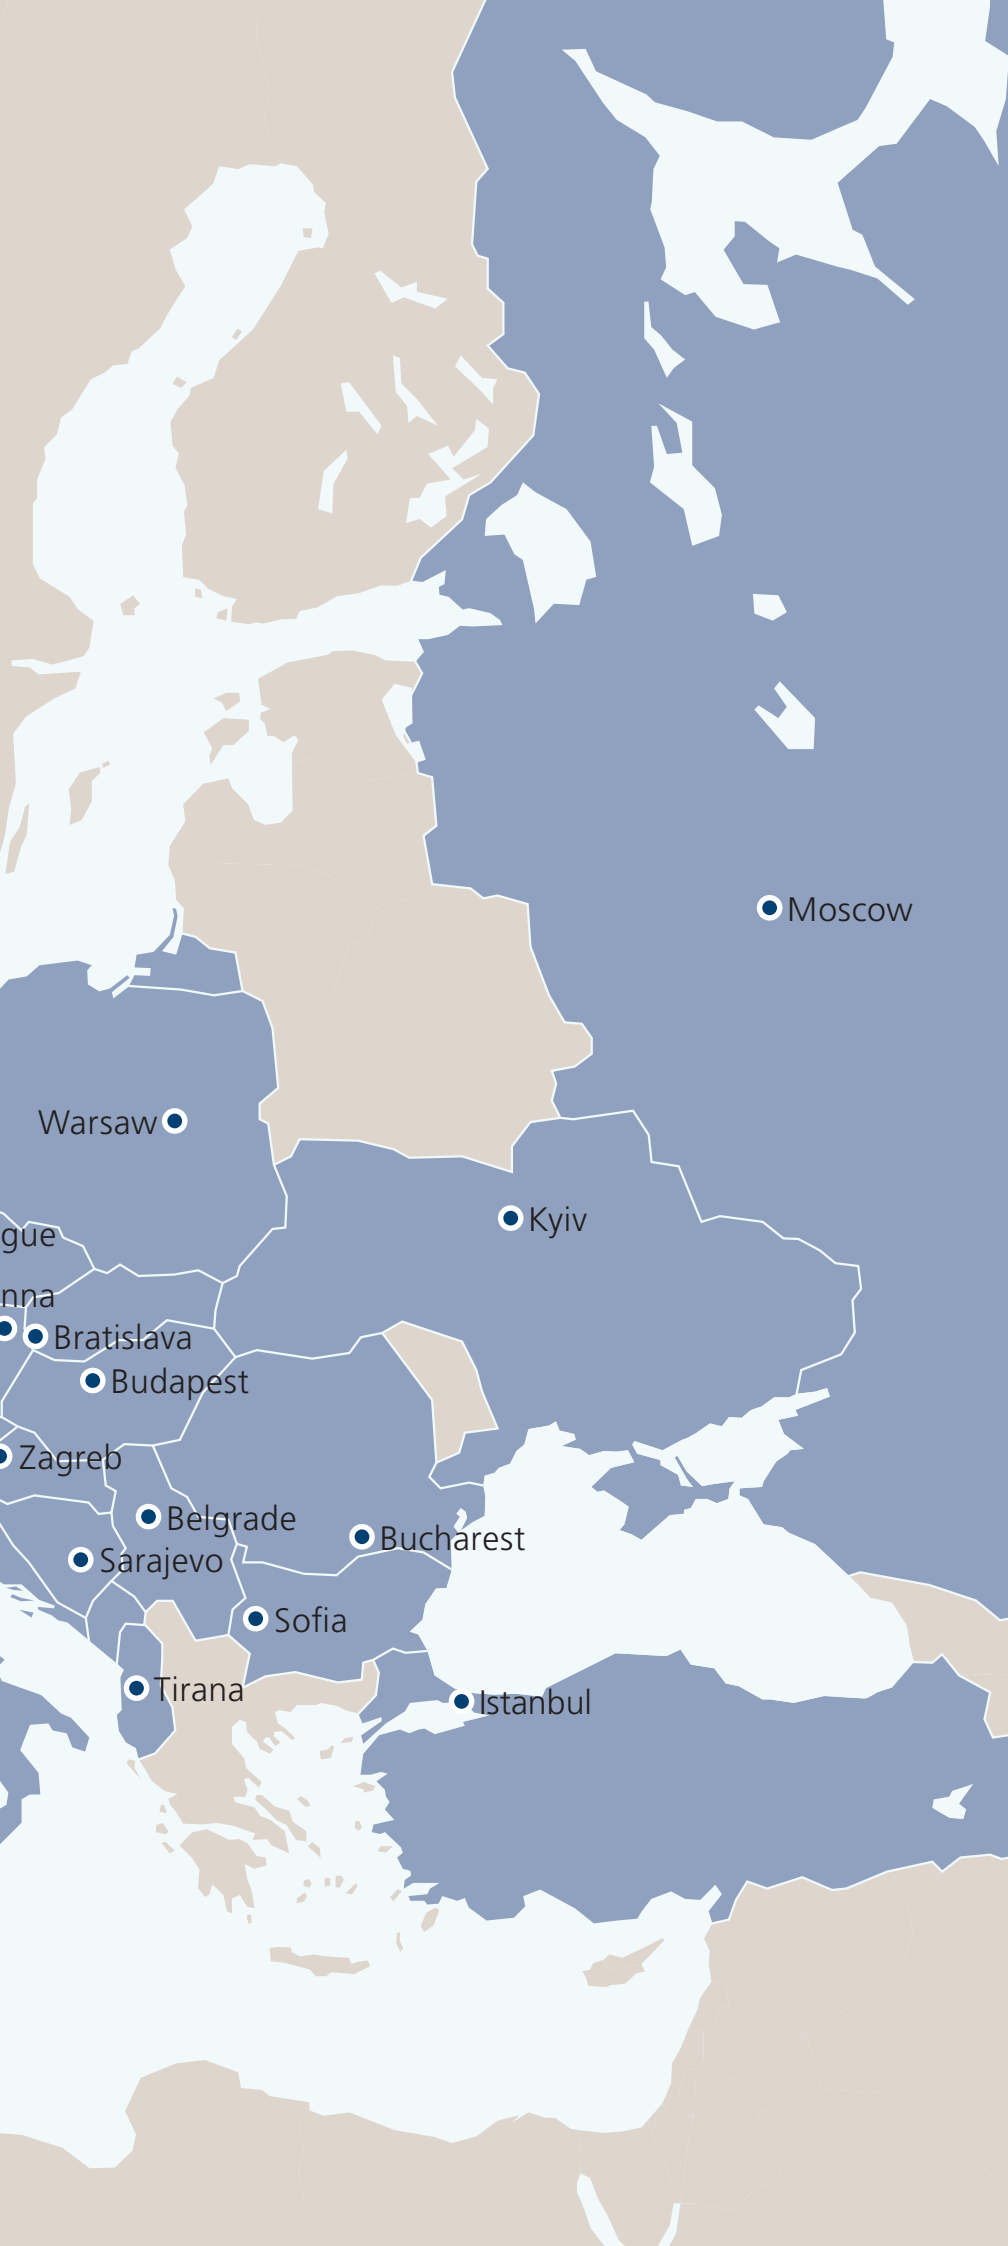 Moscow
Warsaw
Kyiv
gue
nna
Bratislava
Budapest
Zagreb
Belgrade
Bucharest
Sarajevo
Sofia
Tirana
Istanbul